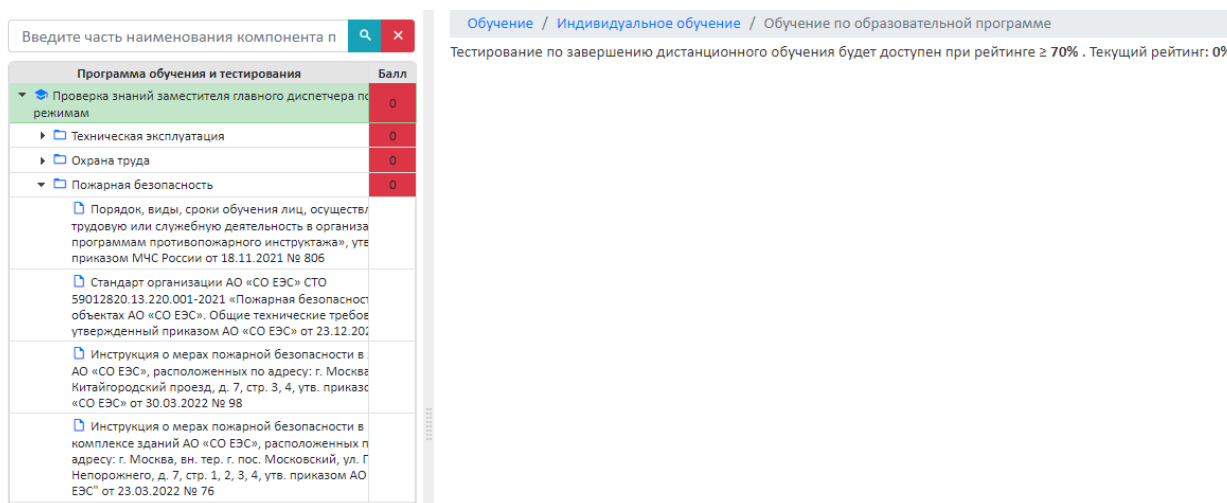 Введите часть наименования компонента п
Программа обучения и тестирования Балл
Проверка знаний заместителя главного диспетчера по
режимам
0
Техническая эксплуатация 0
Охрана труда 0
Пожарная безопасность 0
Порядок, виды, сроки обучения лиц, осуществл
трудовую или служебную деятельность в организа
программам противопожарного инструктажа», утв
приказом МЧС России от 18.11.2021 № 806
Стандарт организации АО «СО ЕЭС» СТО
59012820.13.220.001-2021 «Пожарная безопасност
объектах АО «СО ЕЭС». Общие технические требов
утвержденный приказом АО «СО ЕЭС» от 23.12.202
Инструкция о мерах пожарной безопасности в
АО «СО ЕЭС», расположенных по адресу: г. Москва
Китайгородский проезд, д. 7, стр. 3, 4, утв. приказо
«СО ЕЭС» от 30.03.2022 № 98
Инструкция о мерах пожарной безопасности в
комплексе зданий АО «СО ЕЭС», расположенных п
адресу: г. Москва, вн. тер. г. пос. Московский, ул. Г
Непорожнего, д. 7, стр. 1, 2, 3, 4, утв. приказом АО
ЕЭС" от 23.03.2022 № 76
Обучение / Индивидуальное обучение / Обучение по образовательной программе
Тестирование по завершению дистанционного обучения будет доступен при рейтинге ≥ 70% . Текущий рейтинг: 0%